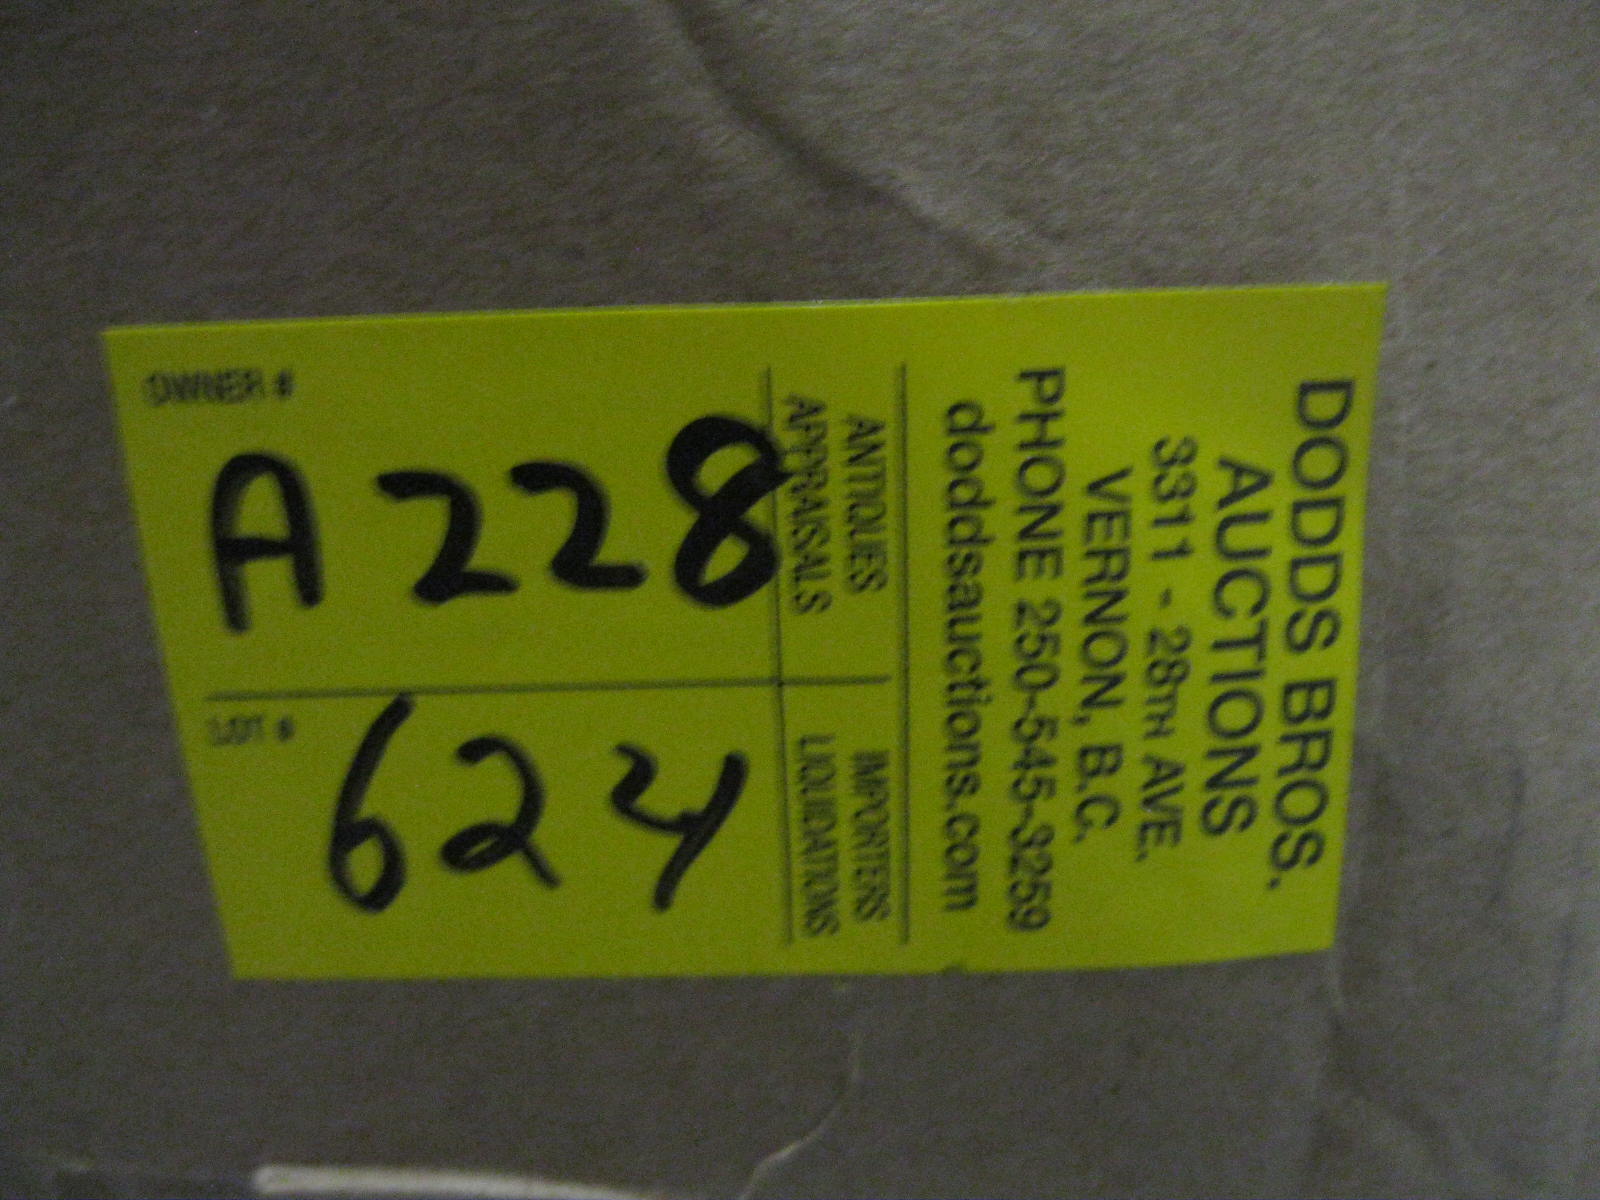 DODDS BROS.
AUCTIONS
3311 - 28TH AVE.
VERNON, B.C.
PHONE 250-545-3259
doddsauctions.com
ANTIQUES IMPORTERS
APPRAISALS LIQUIDATIONS
OWNER #
A228
LOT #
624